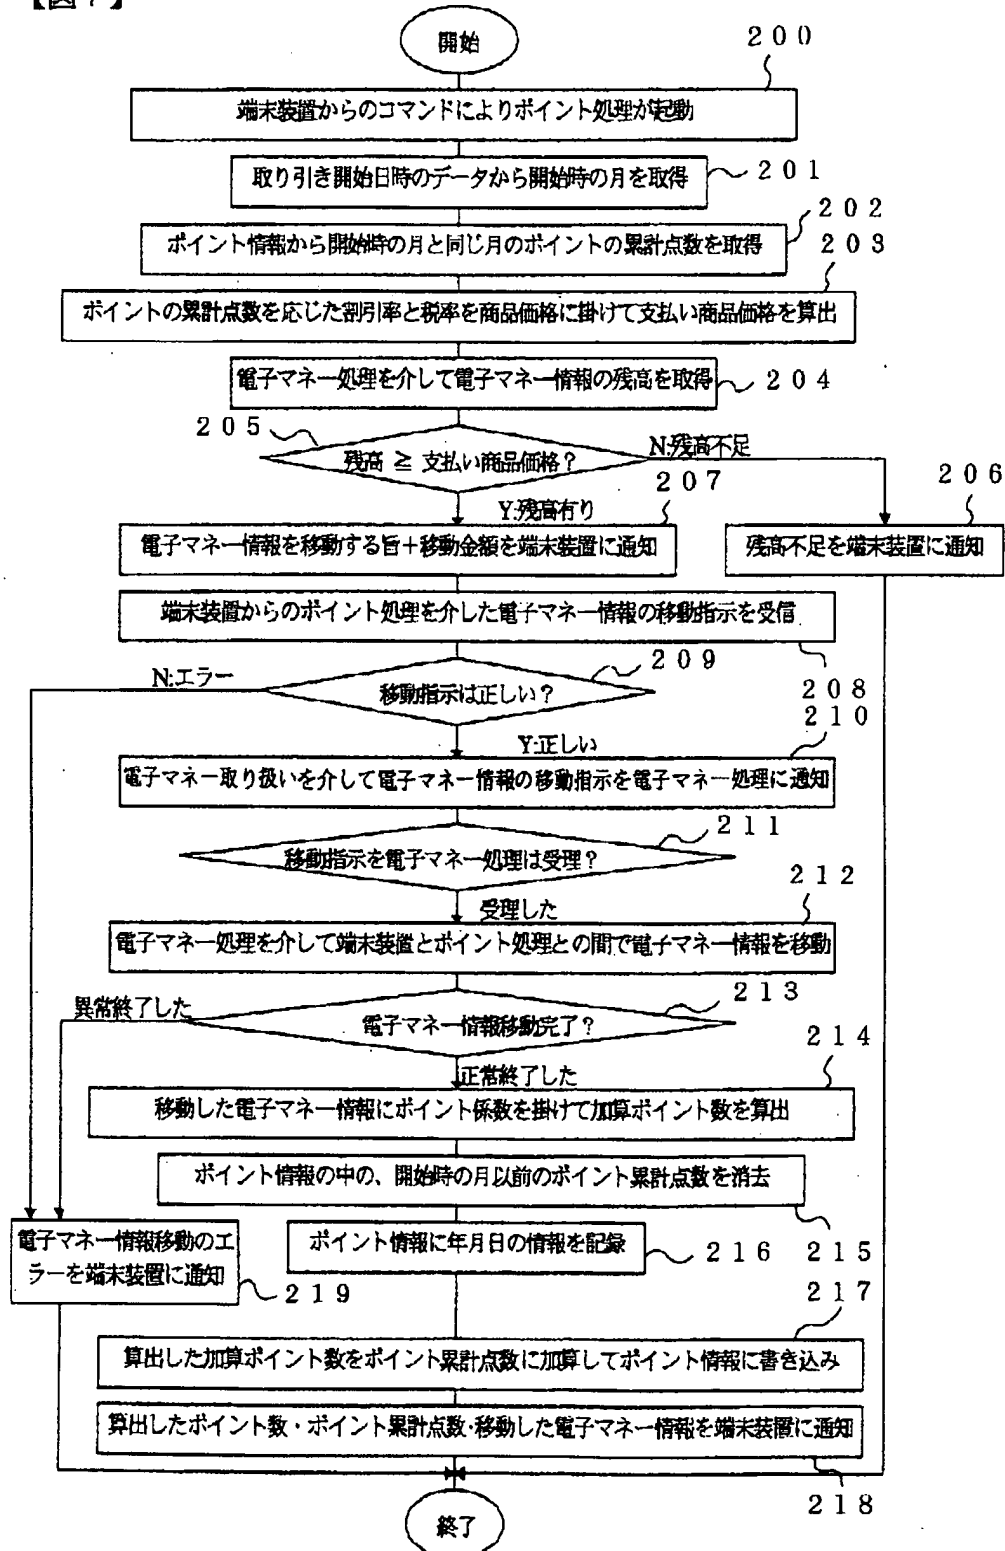 【図7】
開始
200
端末装置からのコマンドによりポイント処理が起動
取り引き開始日時のデータから開始時の月を取得
201
202
ポイント情報から開始時の月と同じ月のポイントの累計点数を取得
203
ポイントの累計点数を応じた割引率と税率を商品価格に掛けて支払い商品価格を算出
電子マネー処理を介して電子マネー情報の残高を取得
204
205
残高 ≧ 支払い商品価格?
N:残高不足
206
207
Y:残高有り
電子マネー情報を移動する旨+移動金額を端末装置に通知
残高不足を端末装置に通知
端末装置からのポイント処理を介した電子マネー情報の移動指示を受信
208
209
N:エラー
移動指示は正しい?
210
Y:正しい
電子マネー取り扱いを介して電子マネー情報の移動指示を電子マネー処理に通知
211
移動指示を電子マネー処理は受理?
212
受理した
電子マネー処理を介して端末装置とポイント処理との間で電子マネー情報を移動
213
異常終了した
電子マネー情報移動完了?
214
正常終了した
移動した電子マネー情報にポイント係数を掛けて加算ポイント数を算出
ポイント情報の中の、開始時の月以前のポイント累計点数を消去
215
電子マネー情報移動のエ
ラーを端末装置に通知
219
ポイント情報に年月日の情報を記録
216
217
算出した加算ポイント数をポイント累計点数に加算してポイント情報に書き込み
算出したポイント数・ポイント累計点数・移動した電子マネー情報を端末装置に通知
218
終了